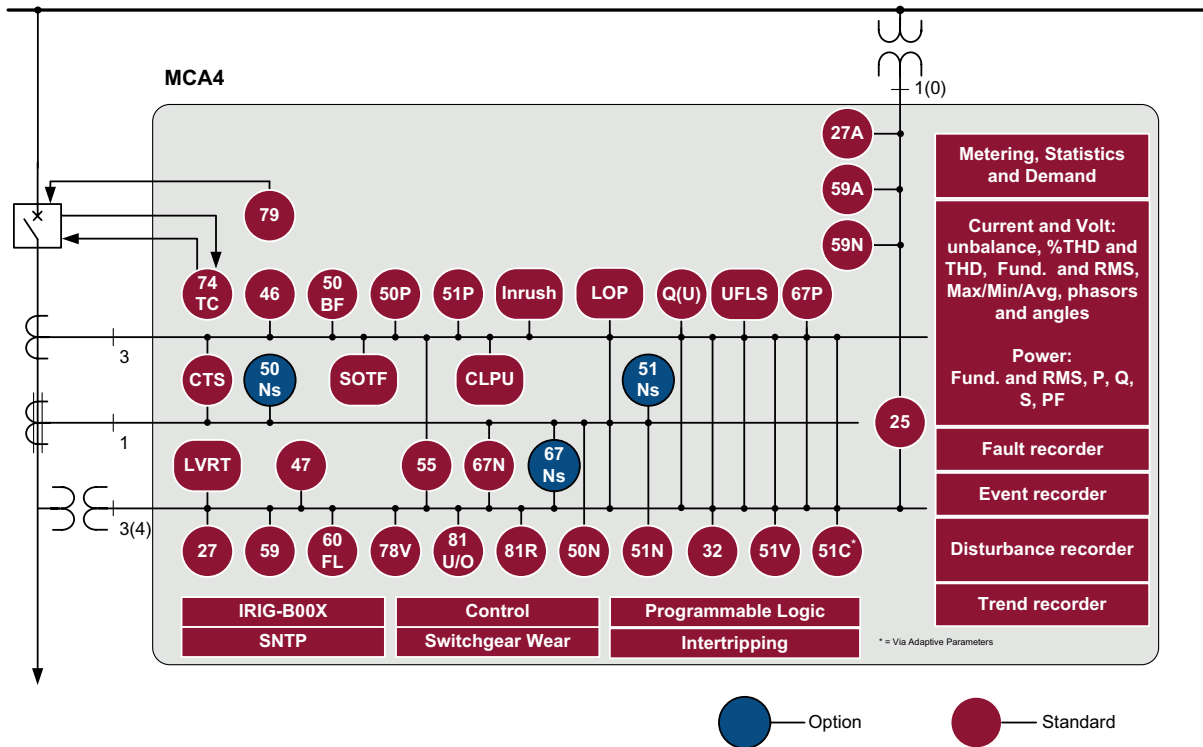 MCA4
1(0)
27A
59A
59N
79
74
TC
46
50
BF
50P
51P
Inrush
LOP
Q(U)
UFLS
67P
3
CTS
50
Ns
SOTF
CLPU
51
Ns
25
1
LVRT
47
55
67N
67
Ns
3(4)
27
59
60
FL
78V
81
U/O
81R
50N
51N
32
51V
51C*
IRIG-B00X
SNTP
Control
Switchgear Wear
Programmable Logic
Intertripping
* = Via Adaptive Parameters
Metering, Statistics
and Demand
Current and Volt:
unbalance, %THD and
THD, Fund. and RMS,
Max/Min/Avg, phasors
and angles
Power:
Fund. and RMS, P, Q,
S, PF
Fault recorder
Event recorder
Disturbance recorder
Trend recorder
Option
Standard